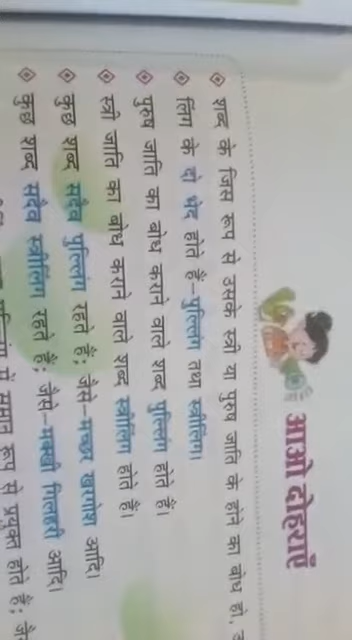 आओ दोहराएँ
शब्द के जिस रूप से उसके स्त्री या पुरुष जाति के होने का बोध हो,
लिंग के दो भेद होते हैं–पुल्लिंग तथा स्त्रीलिंग।
पुरुष जाति का बोध कराने वाले शब्द पुल्लिंग होते हैं।
स्त्री जाति का बोध कराने वाले शब्द स्त्रीलिंग होते हैं।
कुछ शब्द सदैव पुल्लिंग रहते हैं; जैसे–मच्छर खरगोश आदि।
कुछ शब्द सदैव स्त्रीलिंग रहते हैं; जैसे–मक्खी गिलहरी आदि।
में समान रूप से प्रयुक्त होते हैं;